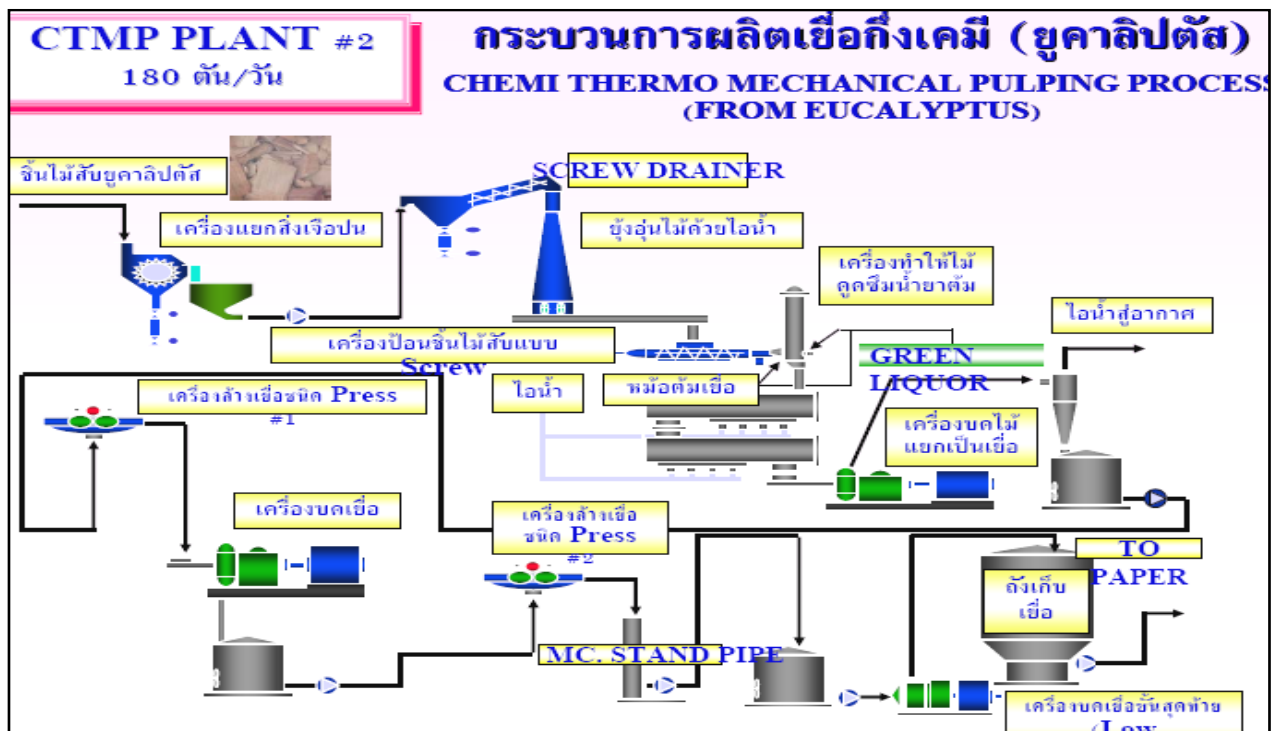 CTMP PLANT #2
180 ตัน/วัน
กระบวนการผลิตเยื่อกึ่งเคมี (ยูคาลิปตัส)
CHEMI THERMO MECHANICAL PULPING PROCESS
(FROM EUCALYPTUS)
ชิ้นไม้สับยูคาลิปตัส
SCREW DRAINER
เครื่องแยกสิ่งเจือปน
ยุ้งอุ่นไม้ด้วยไอน้ำ
เครื่องทำให้ไม้
ดูดซึมน้ำยาต้ม
ไอน้ำสู่อากาศ
เครื่องป้อนชิ้นไม้สับแบบ
Screw
GREEN
LIQUOR
เครื่องล้างเยื่อชนิด Press
#1
ไอน้ำ
หม้อต้มเยื่อ
เครื่องบดไม้
แยกเป็นเยื่อ
เครื่องบดเยื่อ
เครื่องล้างเยื่อ
ชนิด Press
#2
TO
PAPER
ถังเก็บ
เยื่อ
MC. STAND PIPE
เครื่องบดเยื่อขั้นสุดท้าย
(Low